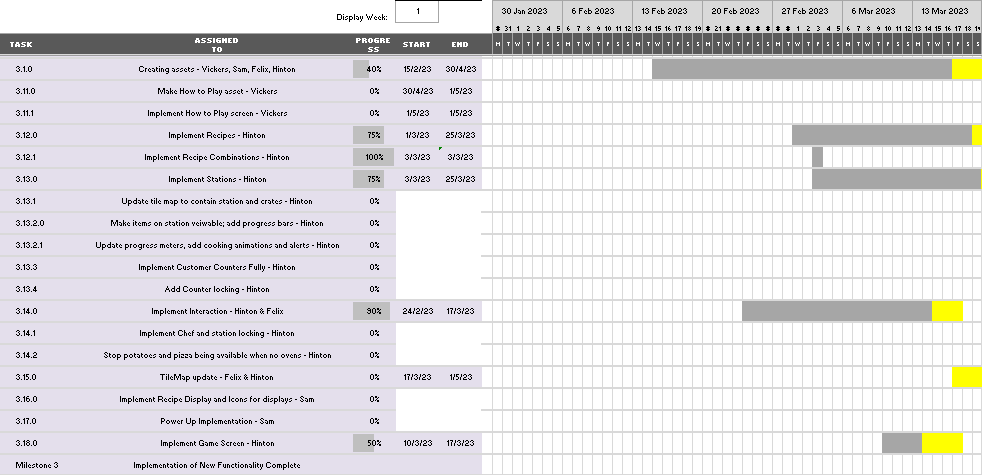 30 Jan 2023 6 Feb 2023 13 Feb 2023 20 Feb 2023 27 Feb 2023 6 Mar 2023 13 Mar 2023
Display Week: 1
# 31 1 2 3 4 5 6 7 8 9 10 11 12 13 14 15 16 17 18 19 # # # # # # # # # 1 2 3 4 5 6 7 8 9 10 11 12 13 14 15 16 17 18 19
TASK ASSIGNED TO PROGRESS START END M T W T F S S M T W T F S S M T W T F S S M T W T F S S M T W T F S S M T W T F S S M T W T F S S
3.1.0 Creating assets - Vickers, Sam, Felix, Hinton 40% 15/2/23 30/4/23
3.11.0 Make How to Play asset - Vickers 0% 30/4/23 1/5/23
3.11.1 Implement How to Play screen - Vickers 0% 1/5/23 1/5/23
3.12.0 Implement Recipes - Hinton 75% 1/3/23 25/3/23
3.12.1 Implement Recipe Combinations - Hinton 100% 3/3/23 3/3/23
3.13.0 Implement Stations - Hinton 75% 3/3/23 25/3/23
3.13.1 Update tile map to contain station and crates - Hinton 0%
3.13.2.0 Make items on station veiwable; add progress bars - Hinton 0%
3.13.2.1 Update progress meters, add cooking animations and alerts - Hinton 0%
3.13.3 Implement Customer Counters Fully - Hinton 0%
3.13.4 Add Counter locking - Hinton 0%
3.14.0 Implement Interaction - Hinton & Felix 90% 24/2/23 17/3/23
3.14.1 Implement Chef and station locking - Hinton 0%
3.14.2 Stop potatoes and pizza being available when no ovens - Hinton 0%
3.15.0 TileMap update - Felix & Hinton 0% 17/3/23 1/5/23
3.16.0 Implement Recipe Display and Icons for displays - Sam 0%
3.17.0 Power Up Implementation - Sam 0%
3.18.0 Implement Game Screen - Hinton 50% 10/3/23 17/3/23
Milestone 3 Implementation of New Functionality Complete